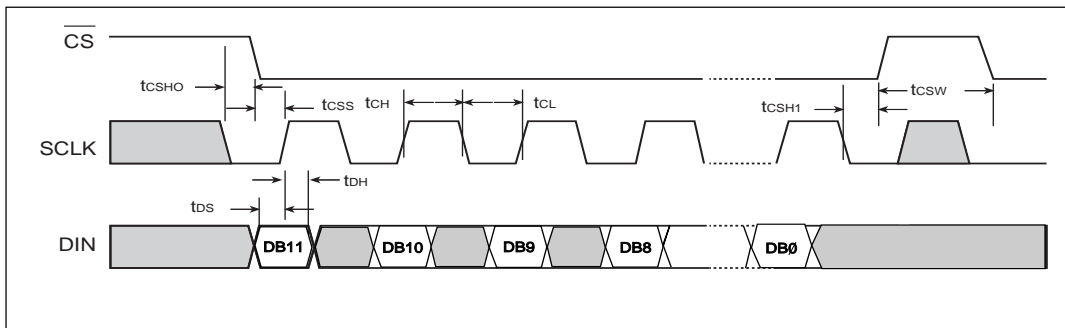 CS
tCSHO
tCSS
tCH
tCL
tCSH1
tCSW
SCLK
tDH
tDS
DIN
DB11
DB10
DB9
DB8
DBØ